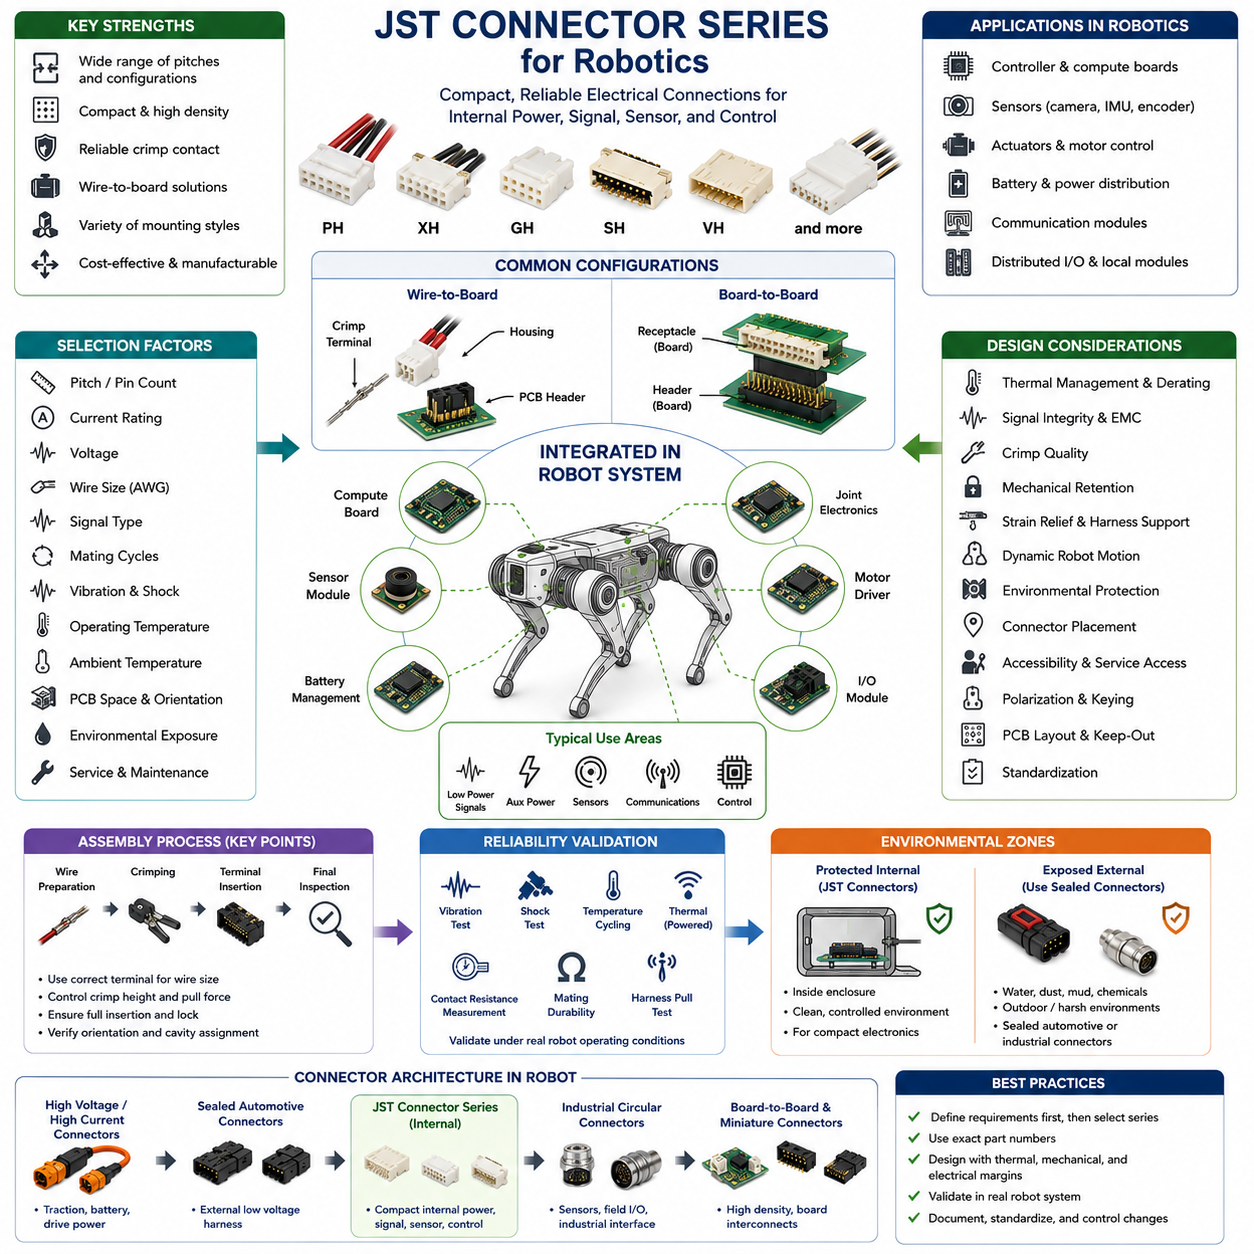 JST CONNECTOR SERIES
for Robotics
Compact, Reliable Electrical Connections for
Internal Power, Signal, Sensor, and Control
PH
XH
GH
SH
VH
and more
KEY STRENGTHS
Wide range of pitches
and configurations
Compact & high density
Reliable crimp contact
Wire-to-board solutions
Variety of mounting styles
Cost-effective & manufacturable
APPLICATIONS IN ROBOTICS
Controller & compute boards
Sensors (camera, IMU, encoder)
Actuators & motor control
Battery & power distribution
Communication modules
Distributed I/O & local modules
COMMON CONFIGURATIONS
Wire-to-Board
Crimp
Terminal
Housing
PCB Header
Board-to-Board
Receptacle
(Board)
Header
(Board)
SELECTION FACTORS
Pitch / Pin Count
A
Current Rating
Voltage
Wire Size (AWG)
Signal Type
Mating Cycles
Vibration & Shock
Operating Temperature
Ambient Temperature
PCB Space & Orientation
Environmental Exposure
Service & Maintenance
INTEGRATED IN
ROBOT SYSTEM
Compute
Board
Sensor
Module
Battery
Management
Joint
Electronics
Motor
Driver
I/O
Module
Typical Use Areas
Low Power
Signals
Aux Power
Sensors
Communications
Control
DESIGN CONSIDERATIONS
Thermal Management & Derating
Signal Integrity & EMC
Crimp Quality
Mechanical Retention
Strain Relief & Harness Support
Dynamic Robot Motion
Environmental Protection
Connector Placement
Accessibility & Service Access
Polarization & Keying
PCB Layout & Keep-Out
Standardization
ASSEMBLY PROCESS (KEY POINTS)
Wire
Preparation
Crimping
Terminal
Insertion
Final
Inspection
• Use correct terminal for wire size
• Control crimp height and pull force
• Ensure full insertion and lock
• Verify orientation and cavity assignment
RELIABILITY VALIDATION
Vibration
Test
Shock
Test
Temperature
Cycling
Thermal
(Powered)
Contact Resistance
Measurement
Ω
Mating
Durability
Harness Pull
Test
Validate under real robot operating conditions
ENVIRONMENTAL ZONES
Protected Internal
(JST Connectors)
• Inside enclosure
• Clean, controlled environment
• For compact electronics
Exposed External
(Use Sealed Connectors)
• Water, dust, mud, chemicals
• Outdoor / harsh environments
• Sealed automotive or
industrial connectors
CONNECTOR ARCHITECTURE IN ROBOT
High Voltage /
High Current
Connectors
• Traction, battery,
drive power
Sealed Automotive
Connectors
• External low voltage
harness
JST Connector Series
(Internal)
• Compact internal power,
signal, sensor, control
Industrial Circular
Connectors
• Sensors, field I/O,
industrial interface
Board-to-Board &
Miniature Connectors
• High density, board
interconnects
BEST PRACTICES
✓ Define requirements first, then select series
✓ Use exact part numbers
✓ Design with thermal, mechanical, and
electrical margins
✓ Validate in real robot system
✓ Document, standardize, and control changes